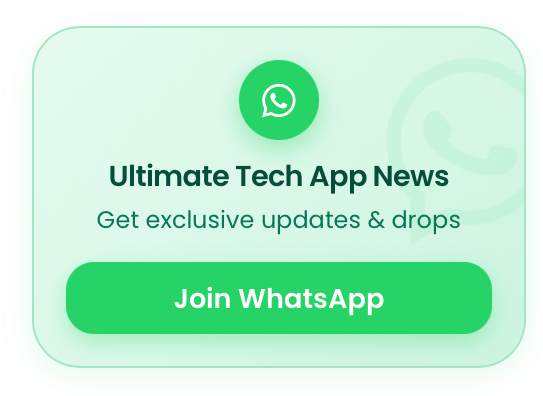 Ultimate Tech App News
Get exclusive updates & drops
Join WhatsApp